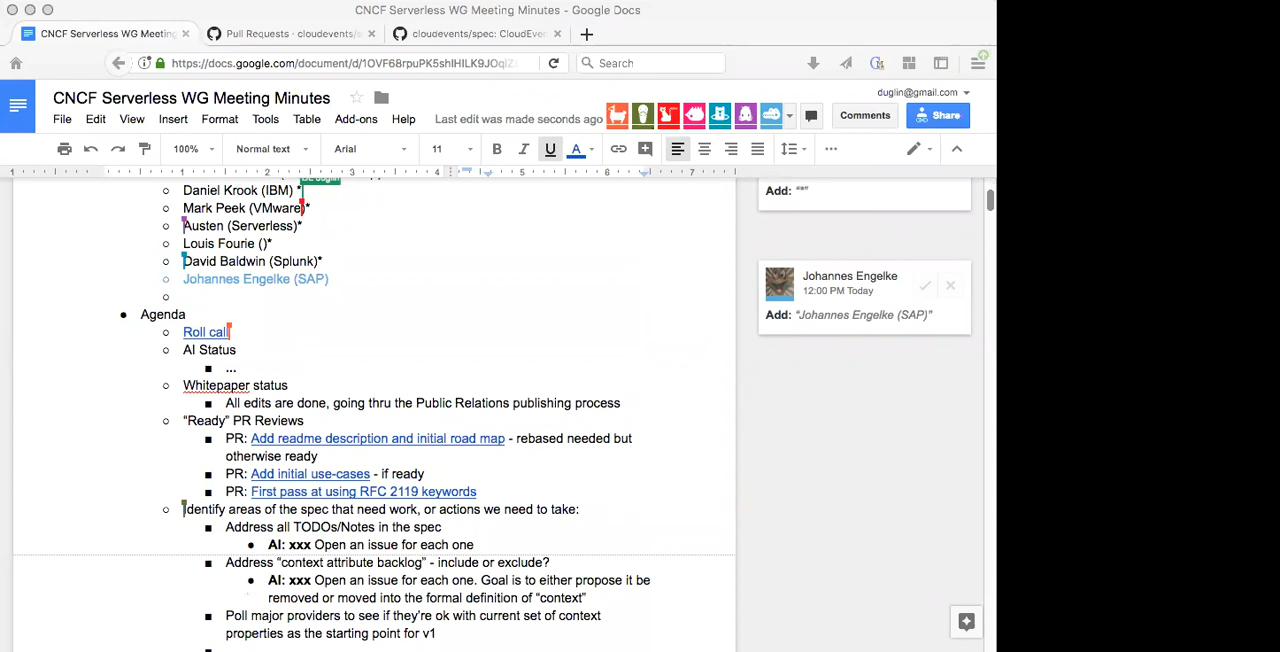 CNCF Serverless WG Meeting Minutes - Google Docs
CNCF Serverless WG Meeting
Pull Requests · cloudevents/s
cloudevents/spec: CloudEven
https://docs.google.com/document/d/1OVF68rpuPK5shIHILK9JOqlZ
Search
CNCF Serverless WG Meeting Minutes
duglin@gmail.com
File Edit View Insert Format Tools Table Add-ons Help Last edit was made seconds ago
Comments
Share
100% Normal text Arial 11
1 1 2 3 4 5 6 7
Daniel Krook (IBM) *
Mark Peek (VMware)*
Austen (Serverless)*
Louis Fourie ()*
David Baldwin (Splunk)*
Johannes Engelke (SAP)
Agenda
Roll call
AI Status
...
Whitepaper status
All edits are done, going thru the Public Relations publishing process
“Ready” PR Reviews
PR: Add readme description and initial road map - rebased needed but
otherwise ready
PR: Add initial use-cases - if ready
PR: First pass at using RFC 2119 keywords
Identify areas of the spec that need work, or actions we need to take:
Address all TODOs/Notes in the spec
AI: xxx Open an issue for each one
Address “context attribute backlog” - include or exclude?
AI: xxx Open an issue for each one. Goal is to either propose it be
removed or moved into the formal definition of “context”
Poll major providers to see if they’re ok with current set of context
properties as the starting point for v1
Add: “*”
Johannes Engelke
12:00 PM Today
Add: “Johannes Engelke (SAP)”